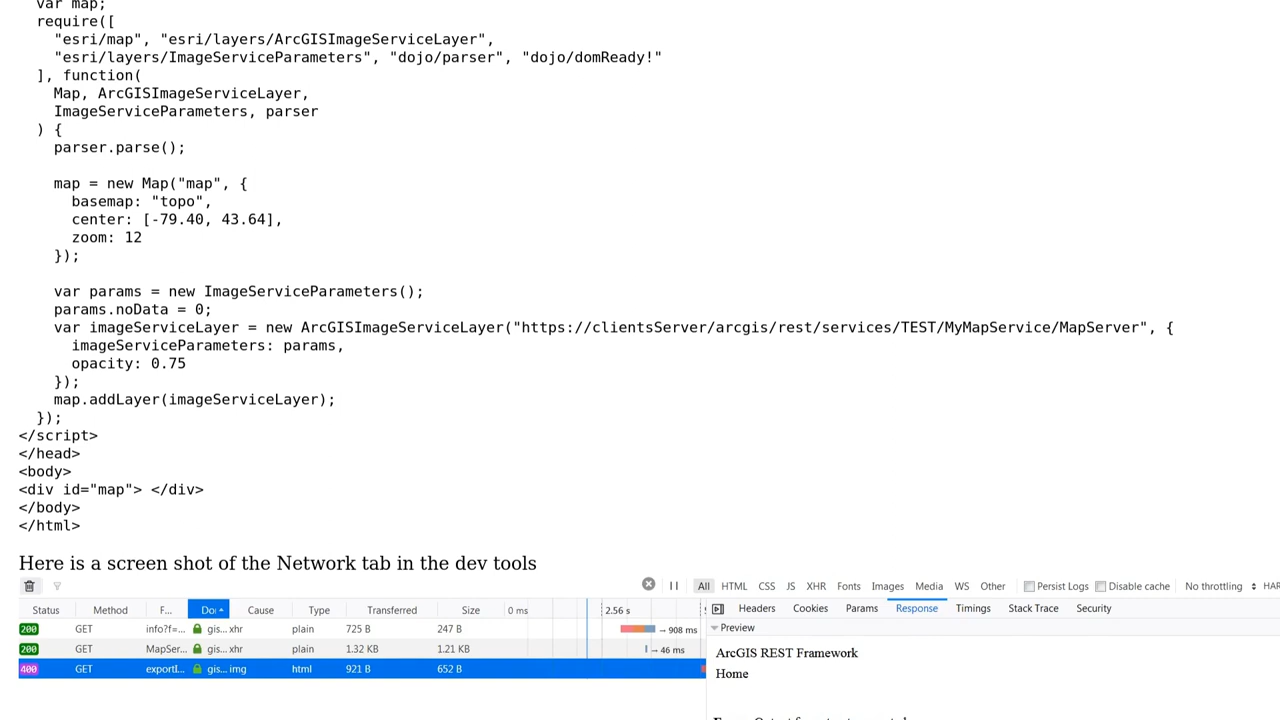 var map;
require([
"esri/map", "esri/layers/ArcGISImageServiceLayer",
"esri/layers/ImageServiceParameters", "dojo/parser", "dojo/domReady!"
], function(
Map, ArcGISImageServiceLayer,
ImageServiceParameters, parser
) {
parser.parse();
map = new Map("map", {
basemap: "topo",
center: [-79.40, 43.64],
zoom: 12
});
var params = new ImageServiceParameters();
params.noData = 0;
var imageServiceLayer = new ArcGISImageServiceLayer("https://clientsServer/arcgis/rest/services/TEST/MyMapService/MapServer", {
imageServiceParameters: params,
opacity: 0.75
});
map.addLayer(imageServiceLayer);
});
</script>
</head>
<body>
<div id="map"> </div>
</body>
</html>
Here is a screen shot of the Network tab in the dev tools
All HTML CSS JS XHR Fonts Images Media WS Other Persist Logs Disable cache No throttling HAR
Status Method F... Do Cause Type Transferred Size 0 ms 2.56 s Headers Cookies Params Response Timings Stack Trace Security
200 GET info?f=... gis... xhr plain 725 B 247 B → 908 ms
Preview
200 GET MapSer... gis... xhr plain 1.32 KB 1.21 KB → 46 ms
400 GET exportI... gis... img html 921 B 652 B
ArcGIS REST Framework
Home